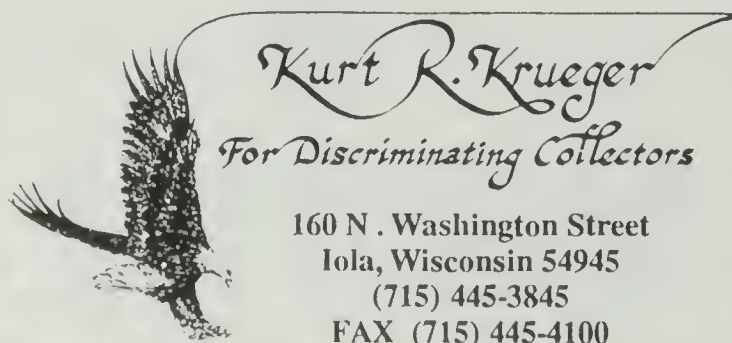 Kurt R. Krueger
For Discriminating Collectors
160 N . Washington Street
Iola, Wisconsin 54945
(715) 445-3845
FAX (715) 445-4100